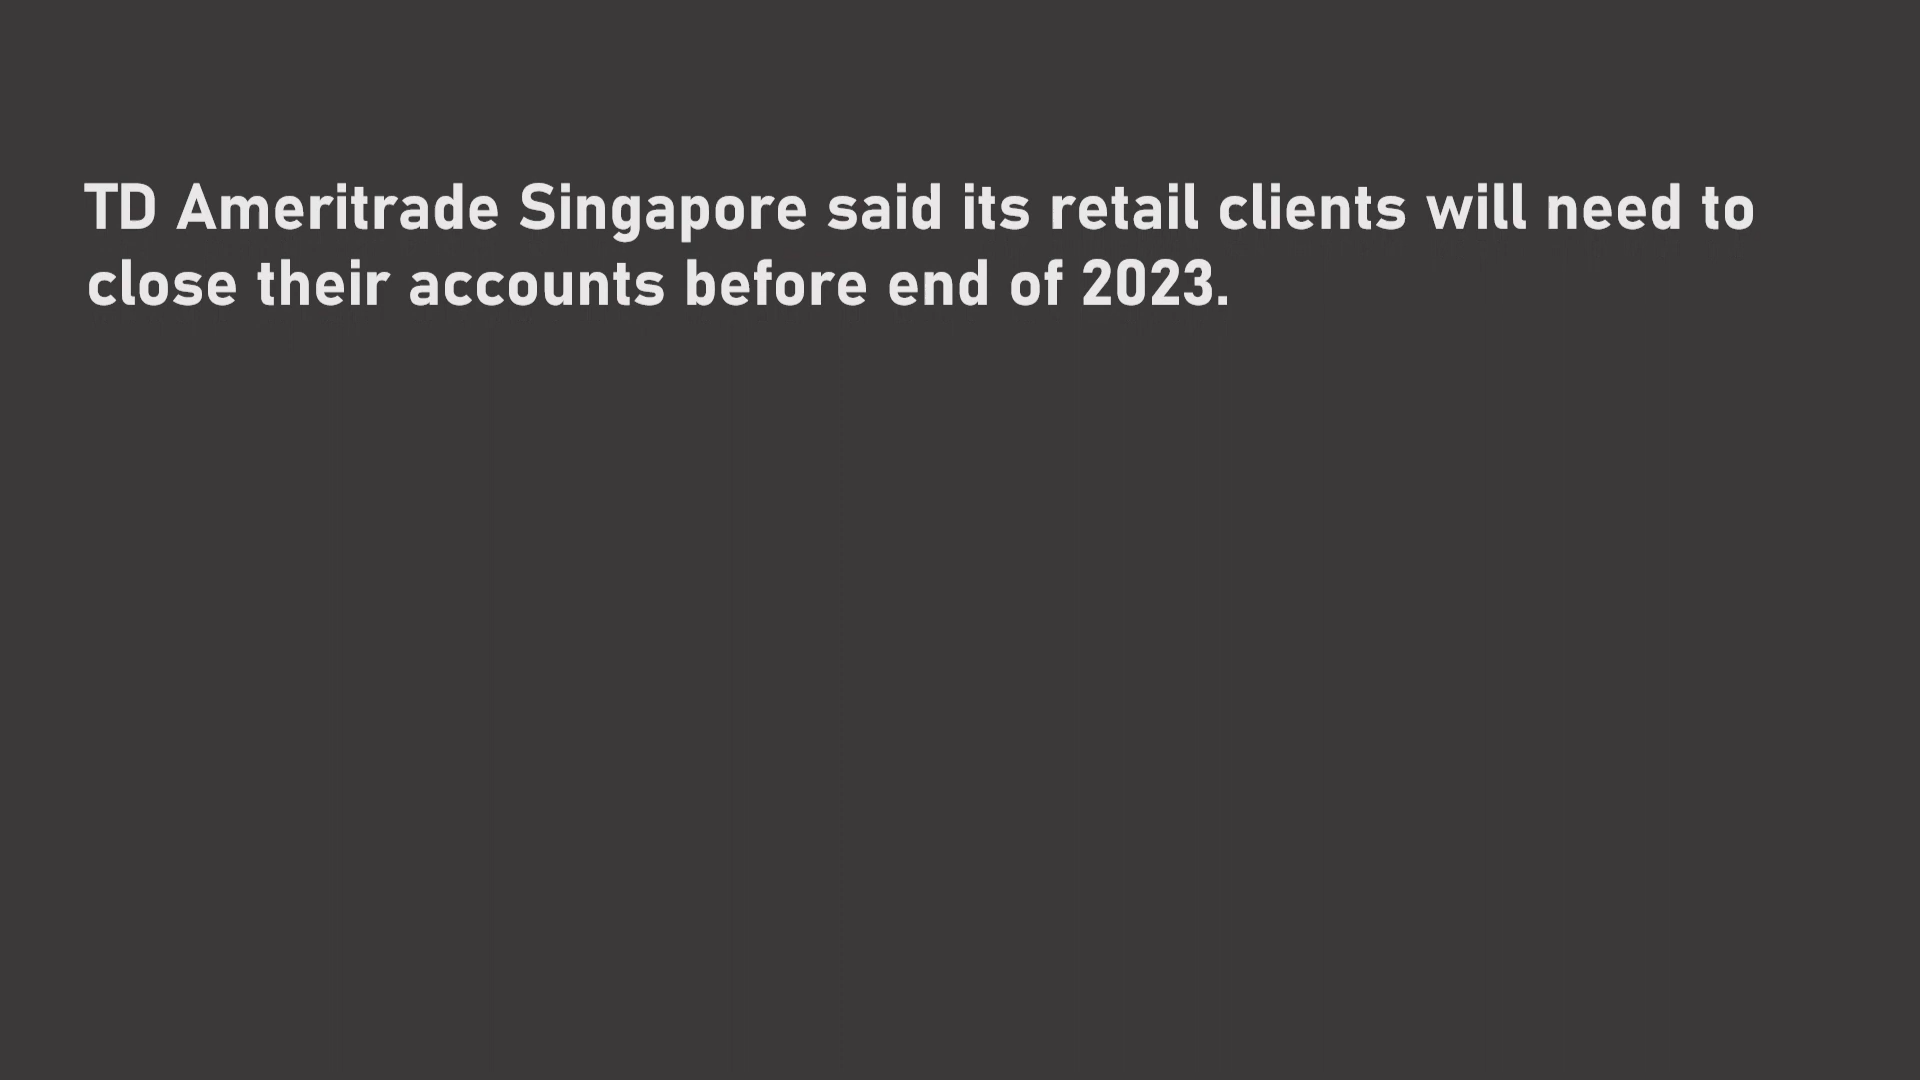 TD Ameritrade Singapore said its retail clients will need to
close their accounts before end of 2023.